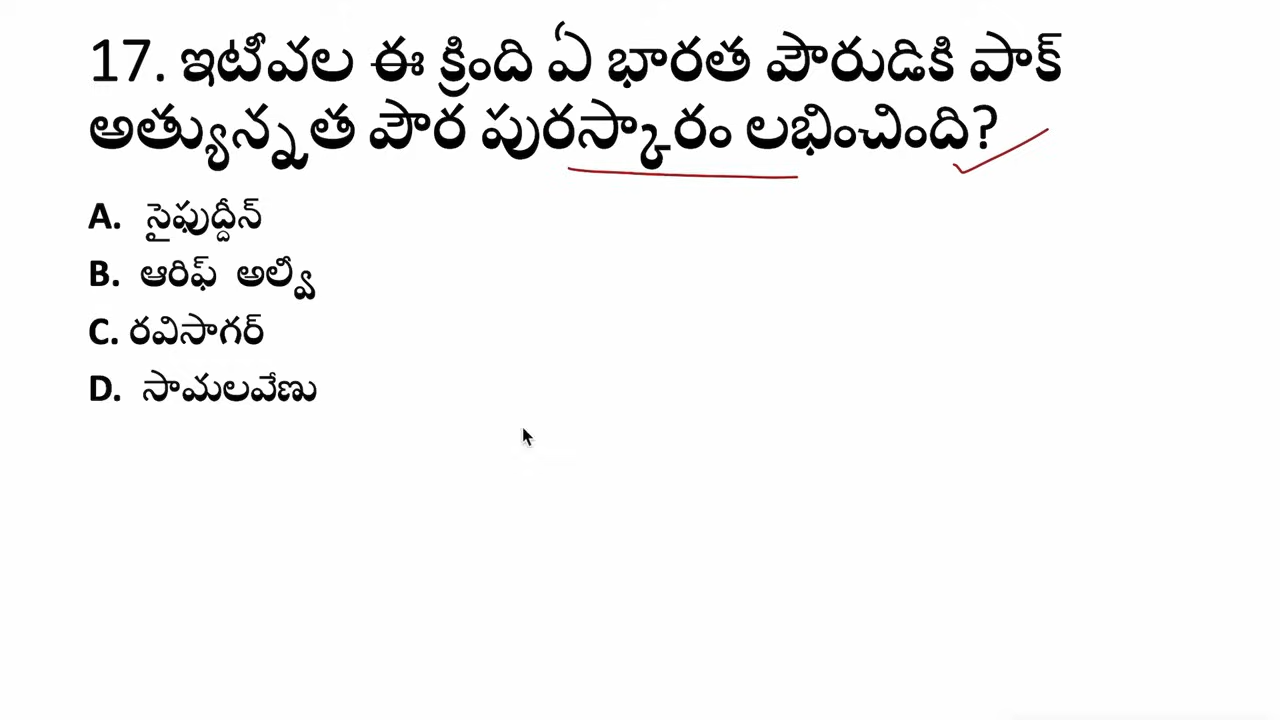 17. ఇటీవల ఈ క్రింది ఏ భారత పౌరుడికి పాక్
అత్యున్నత పౌర పురస్కారం లభించింది?
A. సైఫుద్దీన్
B. ఆరిఫ్ అల్వీ
C. రవిసాగర్
D. సామలవేణు